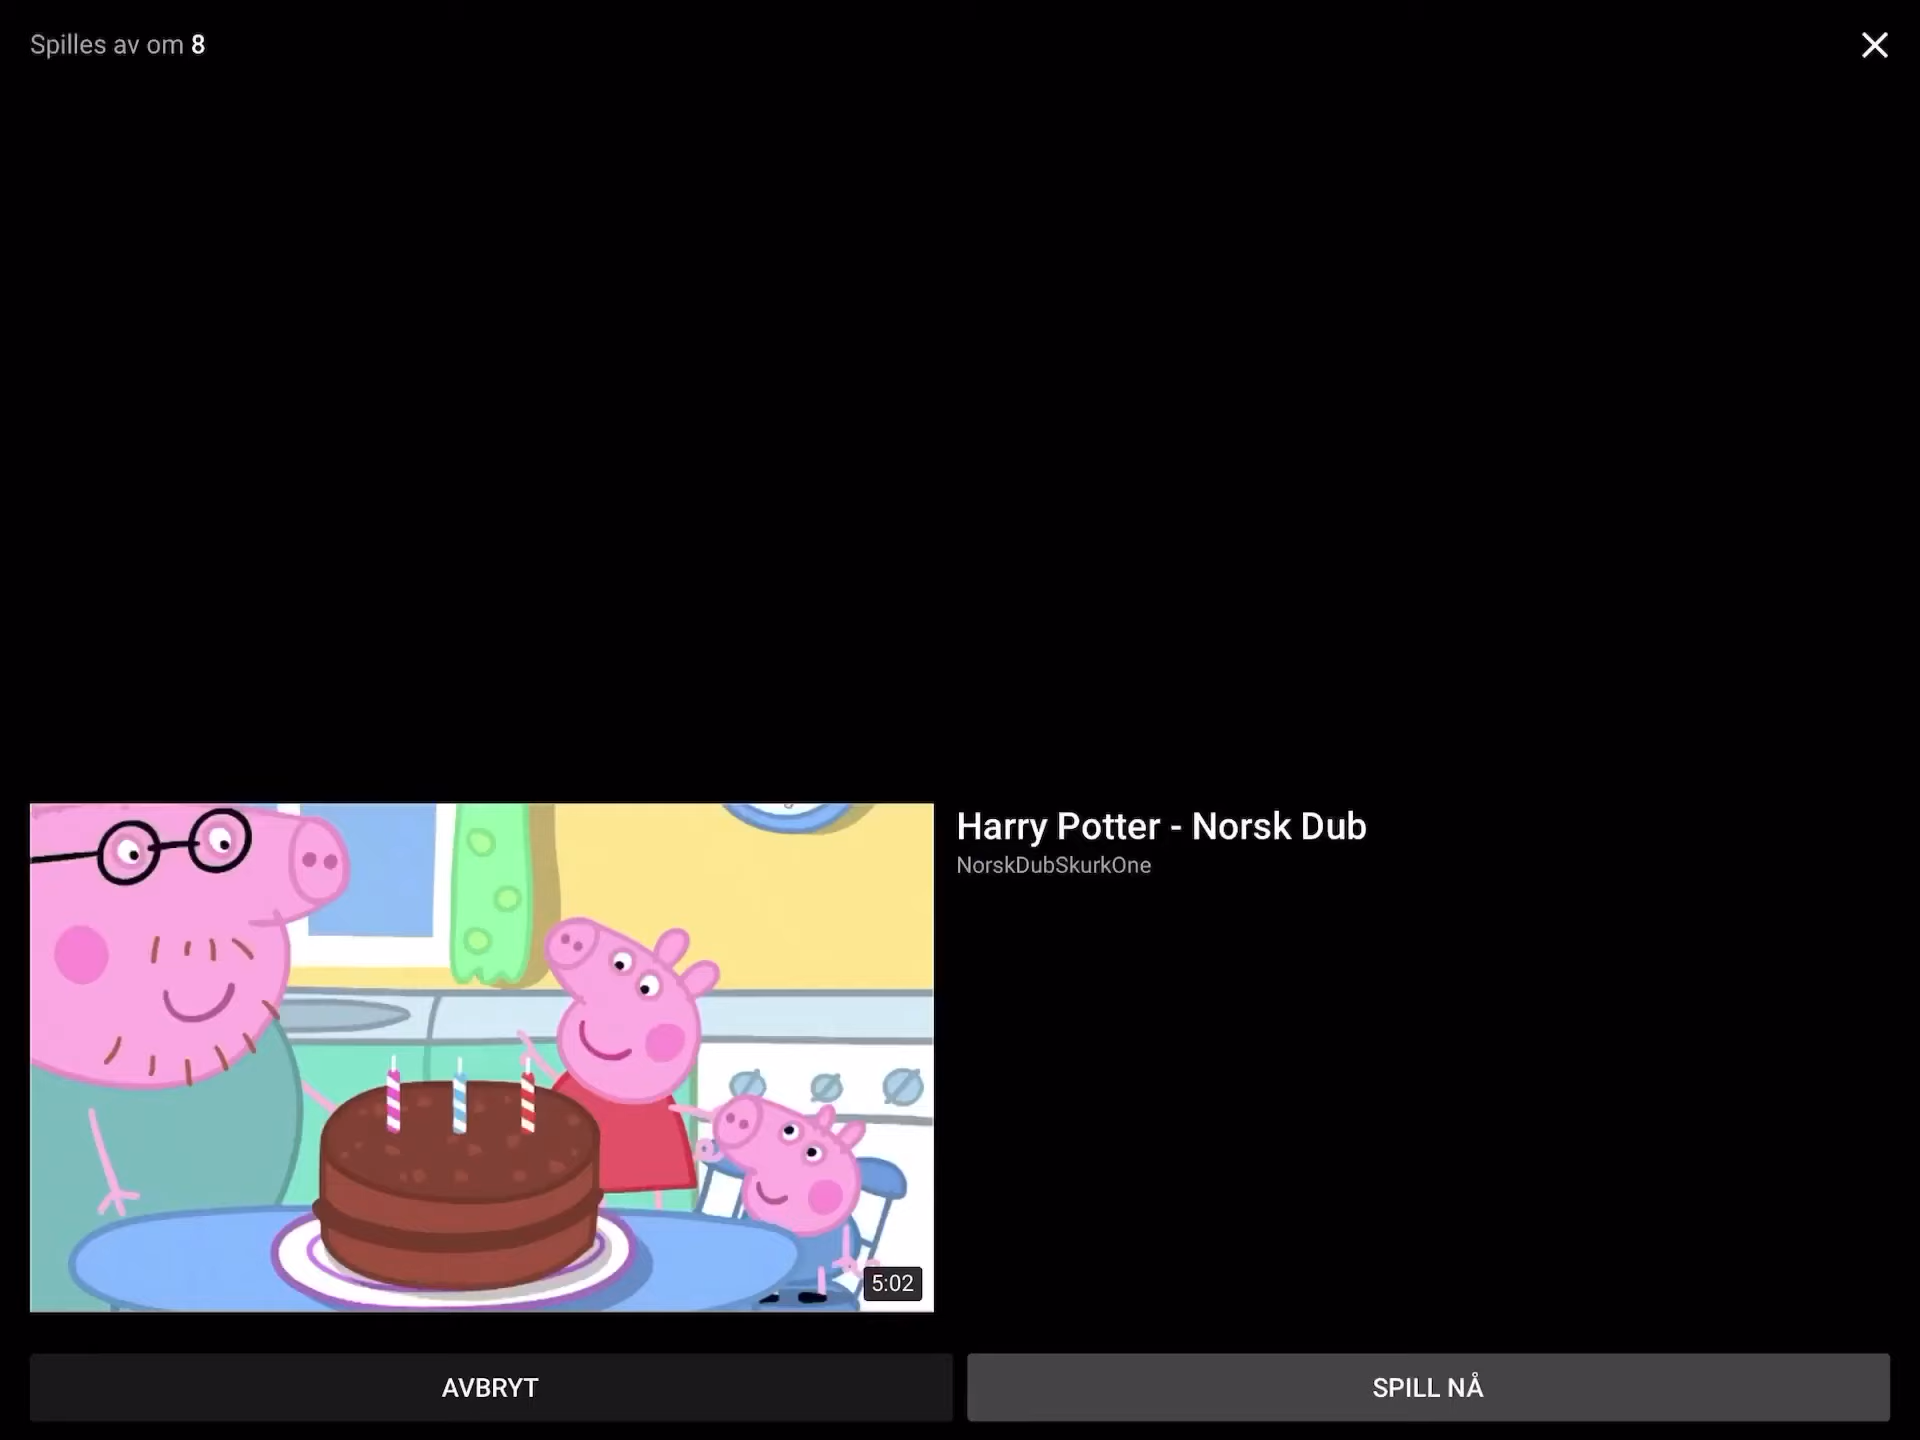 Spilles av om 8
Harry Potter - Norsk Dub
NorskDubSkurkOne
5:02
AVBRYT
SPILL NÅ